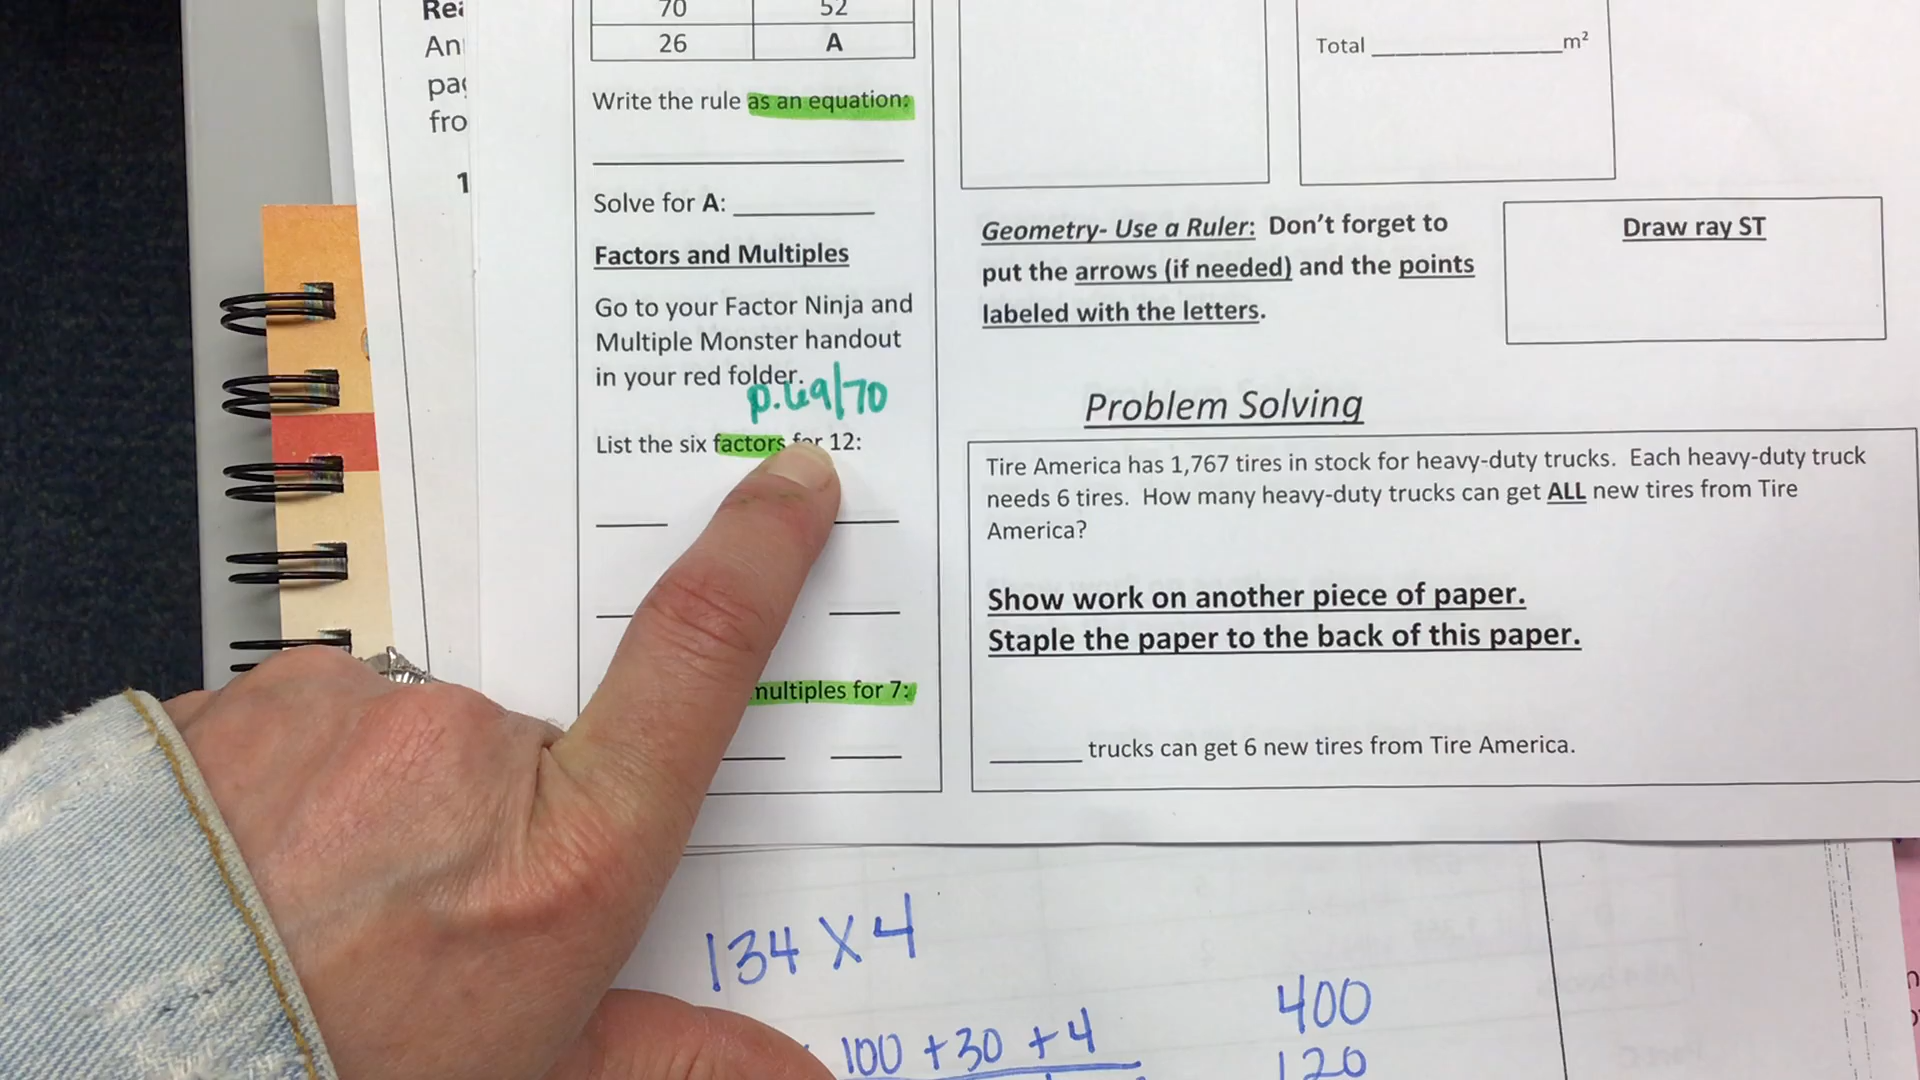 An
fro
1
70 52
26 A
Write the rule as an equation:
Solve for A:
Factors and Multiples
Go to your Factor Ninja and
Multiple Monster handout
in your red folder.
p.69/70
List the six factors for 12:
multiples for 7:
Total m²
Geometry- Use a Ruler: Don't forget to
put the arrows (if needed) and the points
labeled with the letters.
Draw ray ST
Problem Solving
Tire America has 1,767 tires in stock for heavy-duty trucks. Each heavy-duty truck
needs 6 tires. How many heavy-duty trucks can get ALL new tires from Tire
America?
Show work on another piece of paper.
Staple the paper to the back of this paper.
trucks can get 6 new tires from Tire America.
134 X 4
100 + 30 + 4
400
120